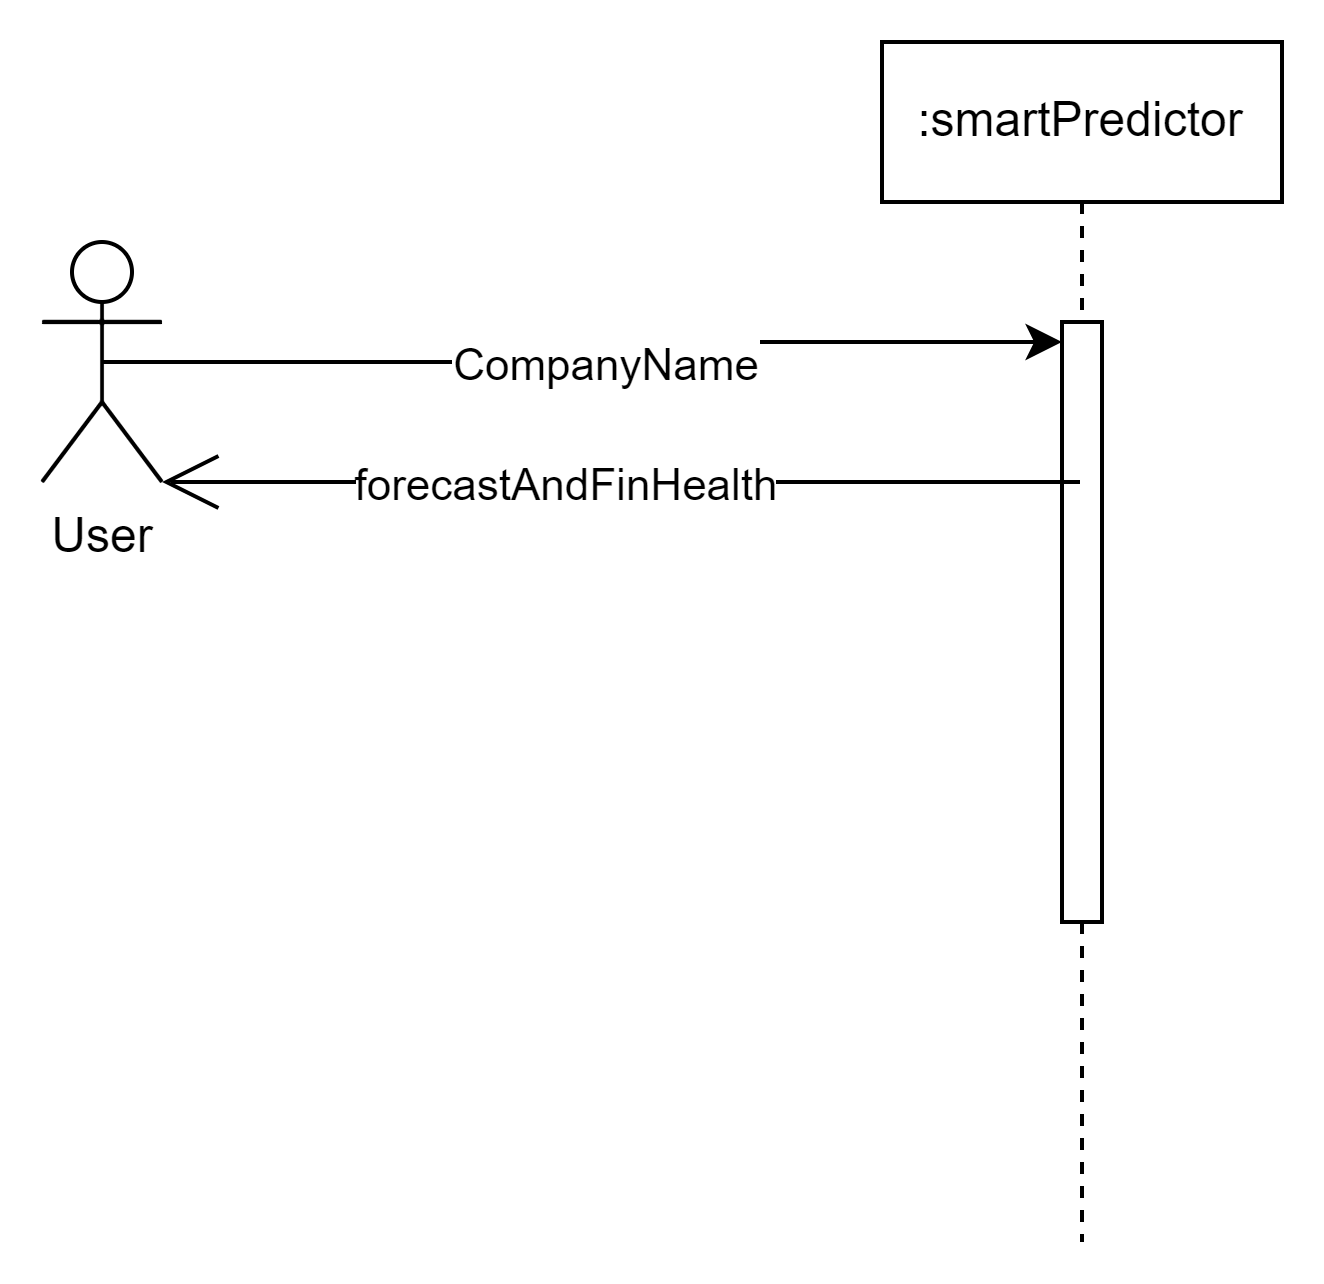 :smartPredictor
CompanyName
forecastAndFinHealth
User